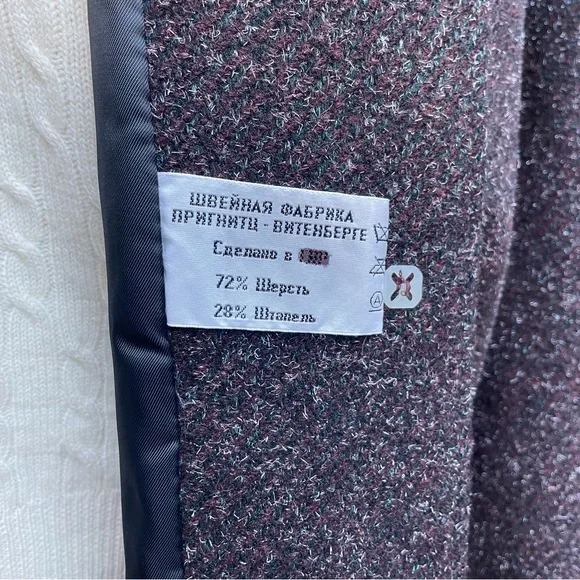 ШВЕЙНАЯ ФАБРИКА
ПРИГНИТЦ - ВИТЕНБЕРГЕ
Сделано в
72% Шерсть
28% Штапель
A